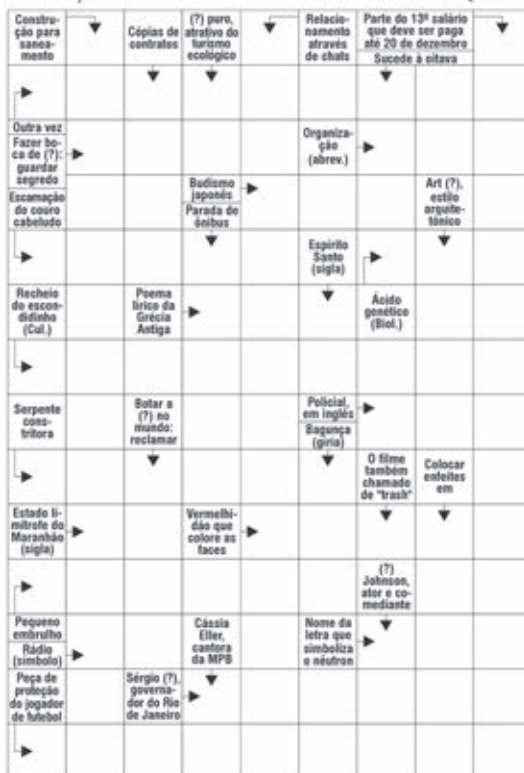 Constru-
ção para
sanea-
mento
Cópias de
contratos
(?) puro,
atrativo do
turismo
ecológico
Relacio-
namento
através
de chats
Parte do 13º salário
que deve ser paga
até 20 de dezembro
Sucede à oitava
Outra vez
Fazer bo-
ca de (?):
guardar
segredo
Organiza-
ção
(abrev.)
Escamação
do couro
cabeludo
Budismo
japonês
Parada de
ônibus
Art (?),
estilo
arquite-
tônico
Espírito
Santo
(sigla)
Recheio
do escon-
didinho
(Cul.)
Poema
lírico da
Grécia
Antiga
Ácido
genético
(Biol.)
Serpente
cons-
tritora
Botar a
(?) no
mundo:
reclamar
Policial,
em inglês
Bagunça
(gíria)
O filme
também
chamado
de "trash"
Colocar
enfeites
em
Estado li-
mítrofe do
Maranhão
(sigla)
Vermelhi-
dão que
colore as
faces
(?)
Johnson,
ator e co-
mediante
Pequeno
embrulho
Rádio
(símbolo)
Cássia
Eller,
cantora
da MPB
Nome da
letra que
simboliza
o nêutron
Peça de
proteção
do jogador
de futebol
Sérgio (?),
governa-
dor do Rio
de Janeiro